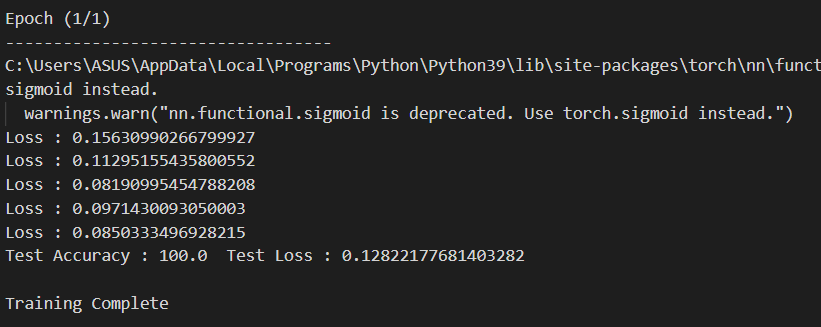 Epoch (1/1)
----------------------------------
C:\Users\ASUS\AppData\Local\Programs\Python\Python39\lib\site-packages\torch\nn\funct
sigmoid instead.
  warnings.warn("nn.functional.sigmoid is deprecated. Use torch.sigmoid instead.")
Loss : 0.15630990266799927
Loss : 0.11295155435800552
Loss : 0.08190995454788208
Loss : 0.0971430093050003
Loss : 0.0850333496928215
Test Accuracy : 100.0  Test Loss : 0.12822177681403282

Training Complete